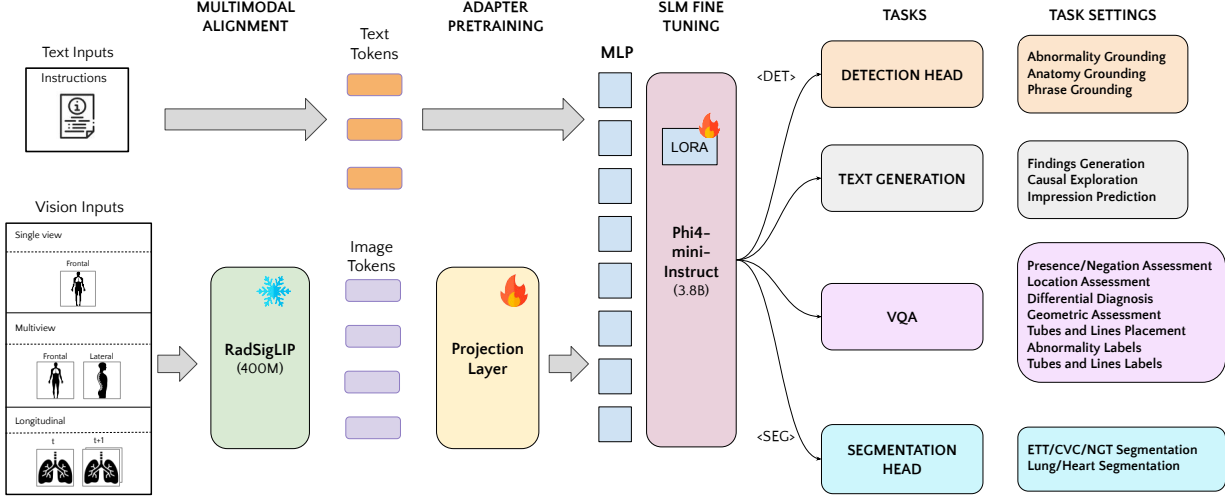 MULTIMODAL
ALIGNMENT
ADAPTER
PRETRAINING
SLM FINE
TUNING
TASKS
TASK SETTINGS
Text Inputs
Instructions
Text
Tokens
MLP
<DET>
DETECTION HEAD
Abnormality Grounding
Anatomy Grounding
Phrase Grounding
LORA
TEXT GENERATION
Findings Generation
Causal Exploration
Impression Prediction
Vision Inputs
Single view
Frontal
Multiview
Frontal
Lateral
Longitudinal
t
t+1
RadSigLIP
(400M)
Image
Tokens
Projection
Layer
Phi4-
mini-
Instruct
(3.8B)
VQA
Presence/Negation Assessment
Location Assessment
Differential Diagnosis
Geometric Assessment
Tubes and Lines Placement
Abnormality Labels
Tubes and Lines Labels
<SEG>
SEGMENTATION
HEAD
ETT/CVC/NGT Segmentation
Lung/Heart Segmentation